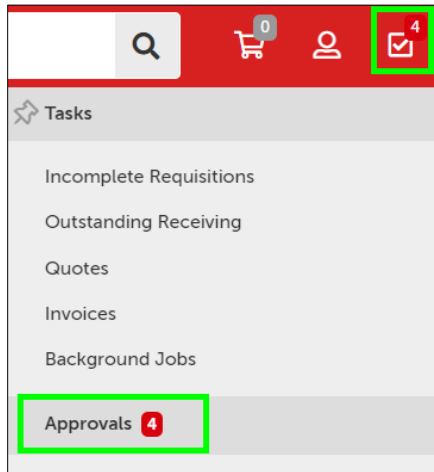 0
4
Tasks
Incomplete Requisitions
Outstanding Receiving
Quotes
Invoices
Background Jobs
Approvals 4